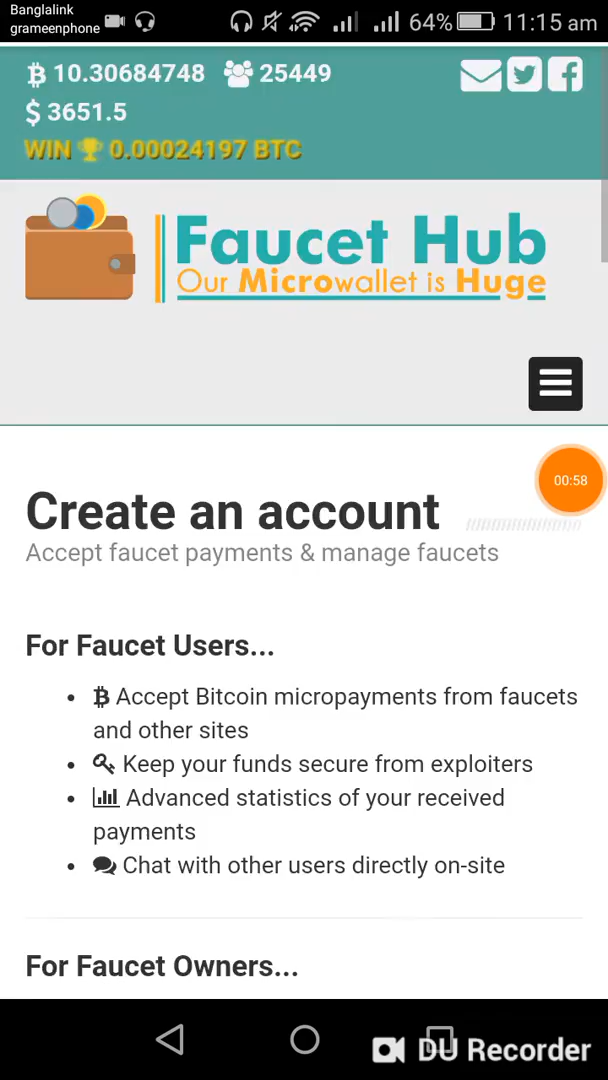 Banglalink
grameenphone
64% 11:15 am
10.30684748 25449
$ 3651.5
WIN 0.00024197 BTC
Faucet Hub
Our Microwallet is Huge
00:58
Create an account
Accept faucet payments & manage faucets
For Faucet Users...
Accept Bitcoin micropayments from faucets
and other sites
Keep your funds secure from exploiters
Advanced statistics of your received
payments
Chat with other users directly on-site
For Faucet Owners...
DU Recorder